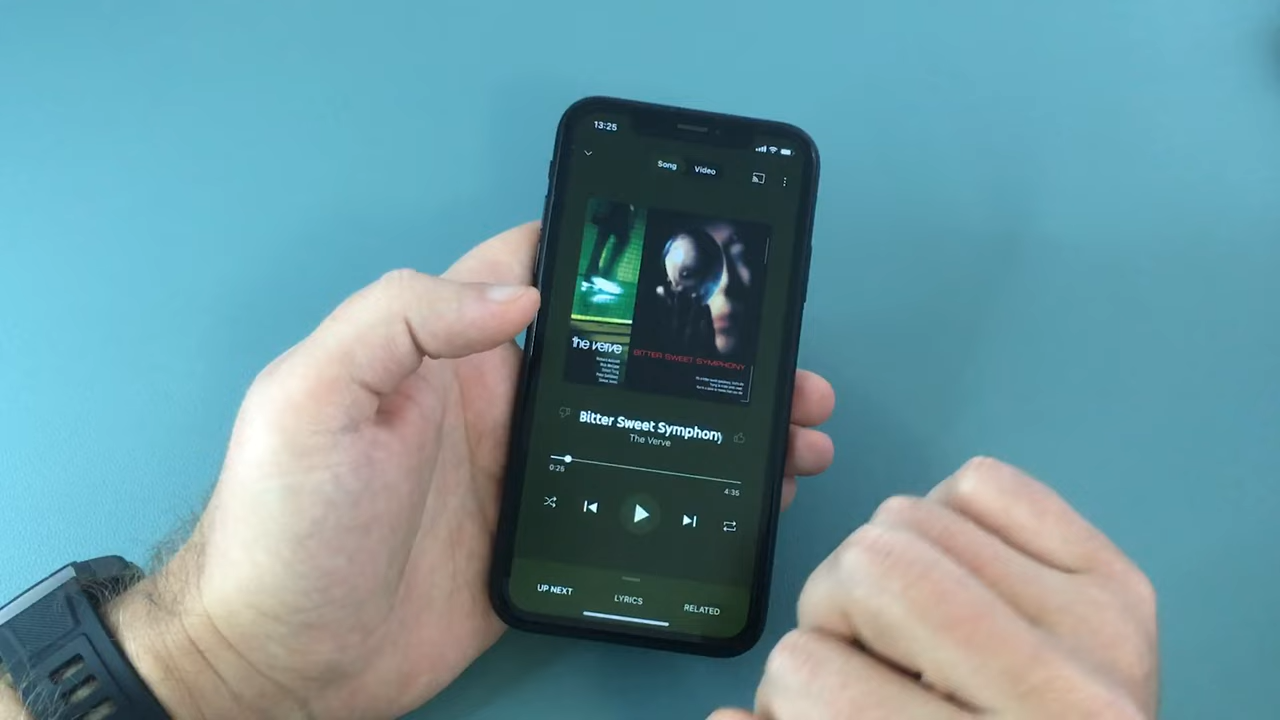 13:25
Song Video
the verve
BITTER SWEET SYMPHONY
Bitter Sweet Symphony
The Verve
0:25 4:35
UP NEXT LYRICS RELATED